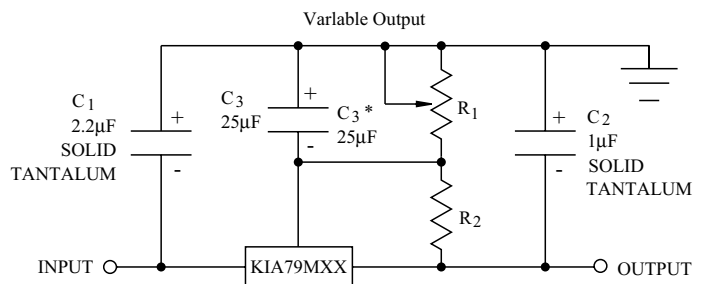 Varlable Output
C1
2.2µF
SOLID
TANTALUM
+
-
C3
25µF
+
C3*
25µF
-
R1
R2
+
-
C2
1µF
SOLID
TANTALUM
INPUT
KIA79MXX
OUTPUT